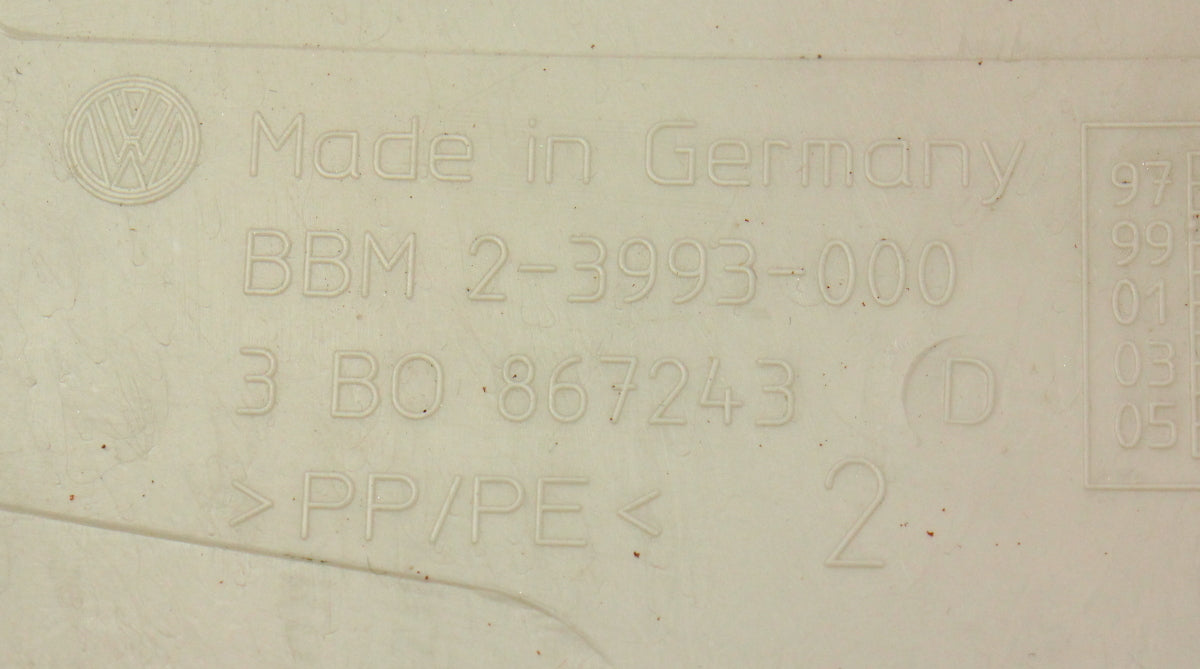 Made in Germany
BBM 2-3993-000
3 B0 867243 D
>PP/PE< 2
97
99
01
03
05